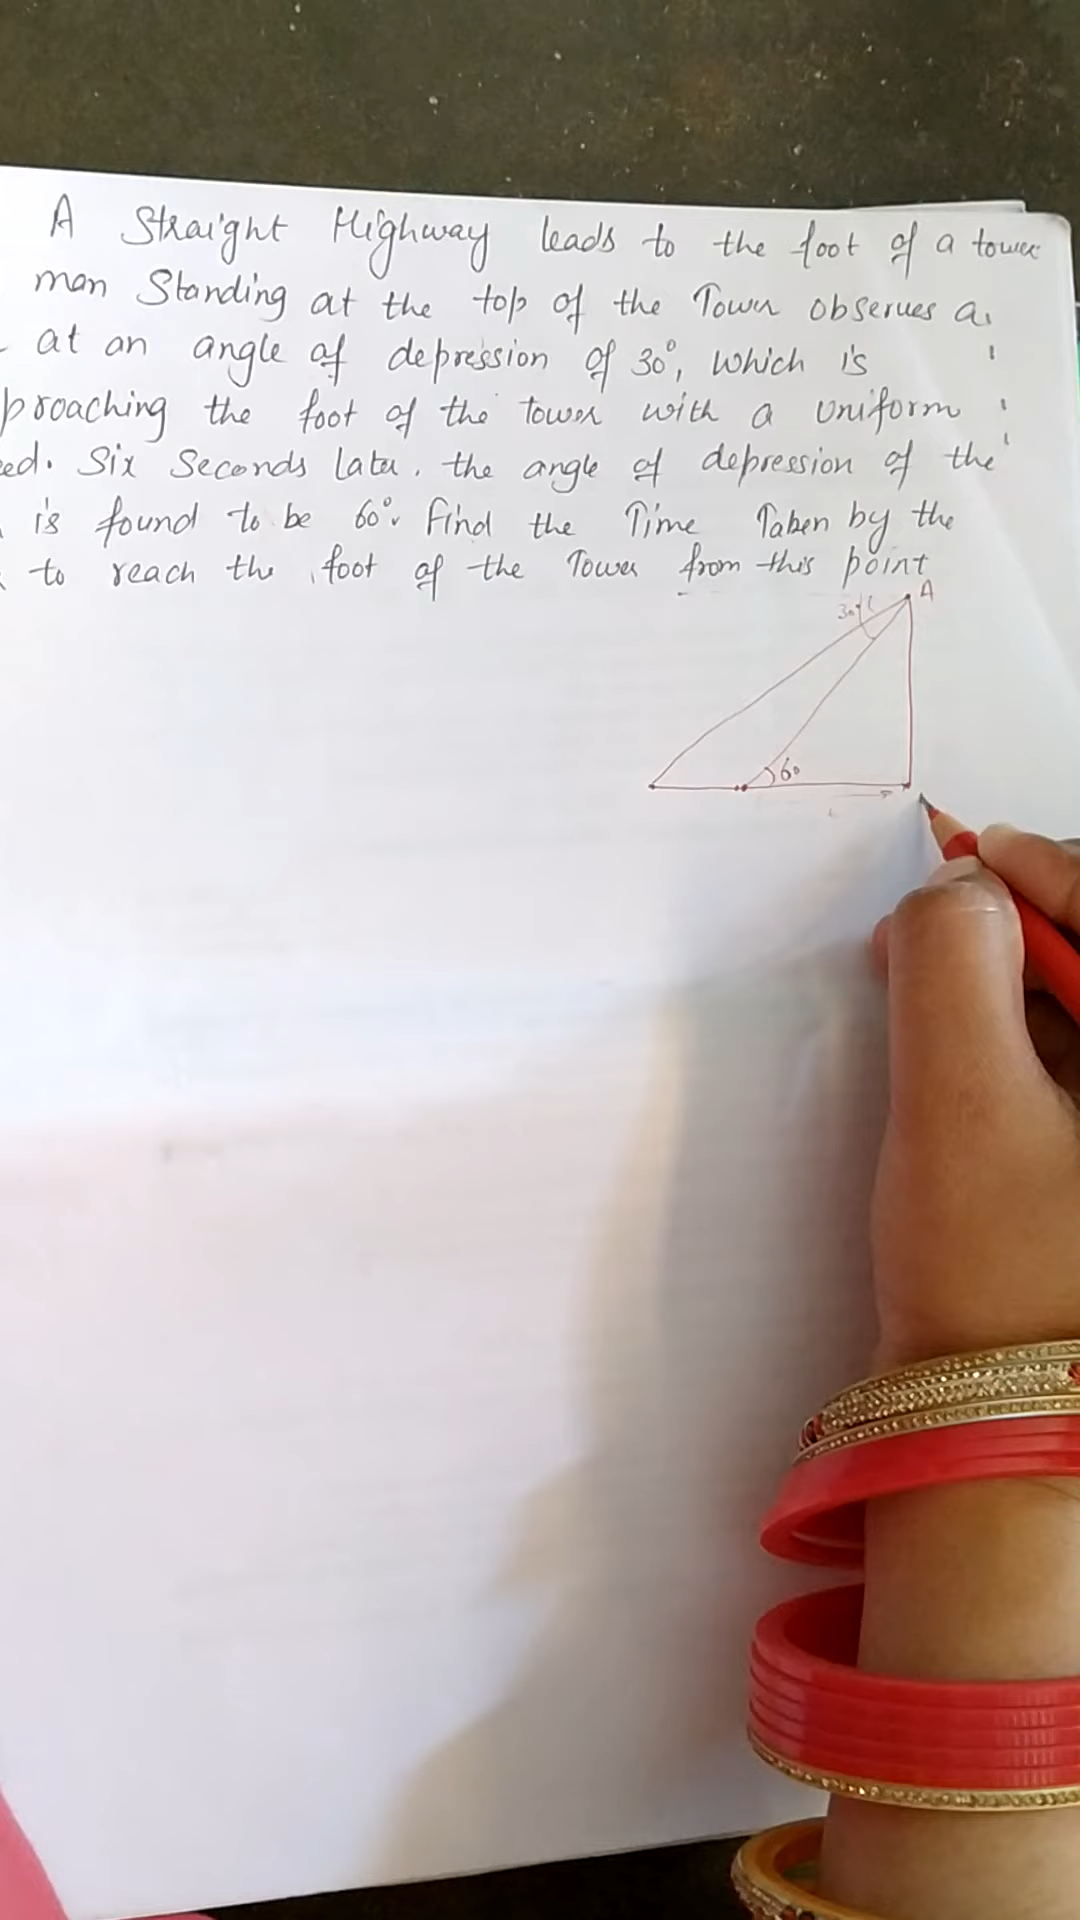 A Straight Highway leads to the foot of a tower
man Standing at the top of the Tower observes a
at an angle of depression of 30°, which is
proaching the foot of the tower with a uniform
eed. Six Seconds Later. the angle of depression of the
is found to be 60°. Find the Time Taken by the
to reach the foot of the Tower from this point
A
30°
60